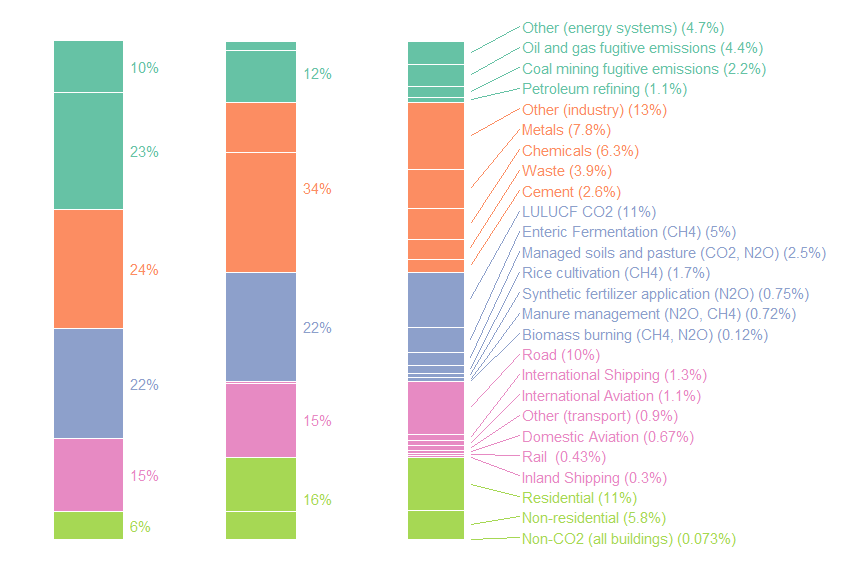 10%
23%
24%
22%
15%
6%
12%
34%
22%
15%
16%
Other (energy systems) (4.7%)
Oil and gas fugitive emissions (4.4%)
Coal mining fugitive emissions (2.2%)
Petroleum refining (1.1%)
Other (industry) (13%)
Metals (7.8%)
Chemicals (6.3%)
Waste (3.9%)
Cement (2.6%)
LULUCF CO2 (11%)
Enteric Fermentation (CH4) (5%)
Managed soils and pasture (CO2, N2O) (2.5%)
Rice cultivation (CH4) (1.7%)
Synthetic fertilizer application (N2O) (0.75%)
Manure management (N2O, CH4) (0.72%)
Biomass burning (CH4, N2O) (0.12%)
Road (10%)
International Shipping (1.3%)
International Aviation (1.1%)
Other (transport) (0.9%)
Domestic Aviation (0.67%)
Rail (0.43%)
Inland Shipping (0.3%)
Residential (11%)
Non-residential (5.8%)
Non-CO2 (all buildings) (0.073%)